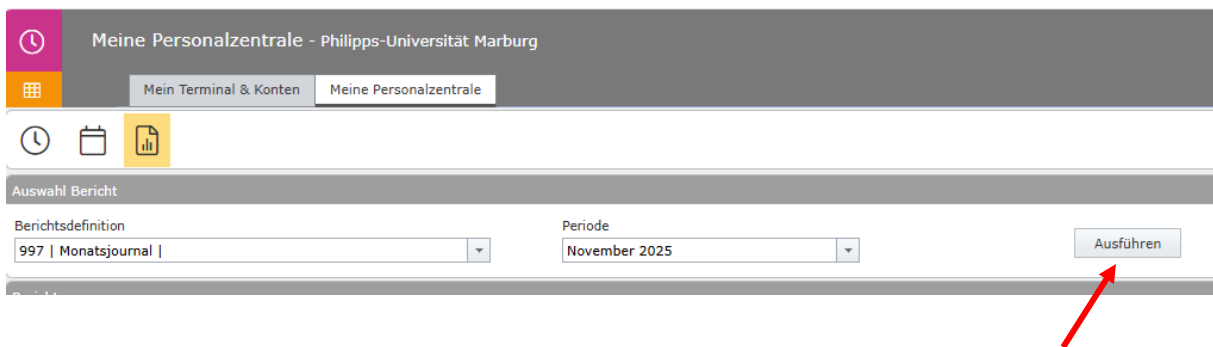 Meine Personalzentrale - Philipps-Universität Marburg
Mein Terminal & Konten Meine Personalzentrale
Auswahl Bericht
Berichtsdefinition Periode
997 | Monatsjournal | November 2025 Ausführen